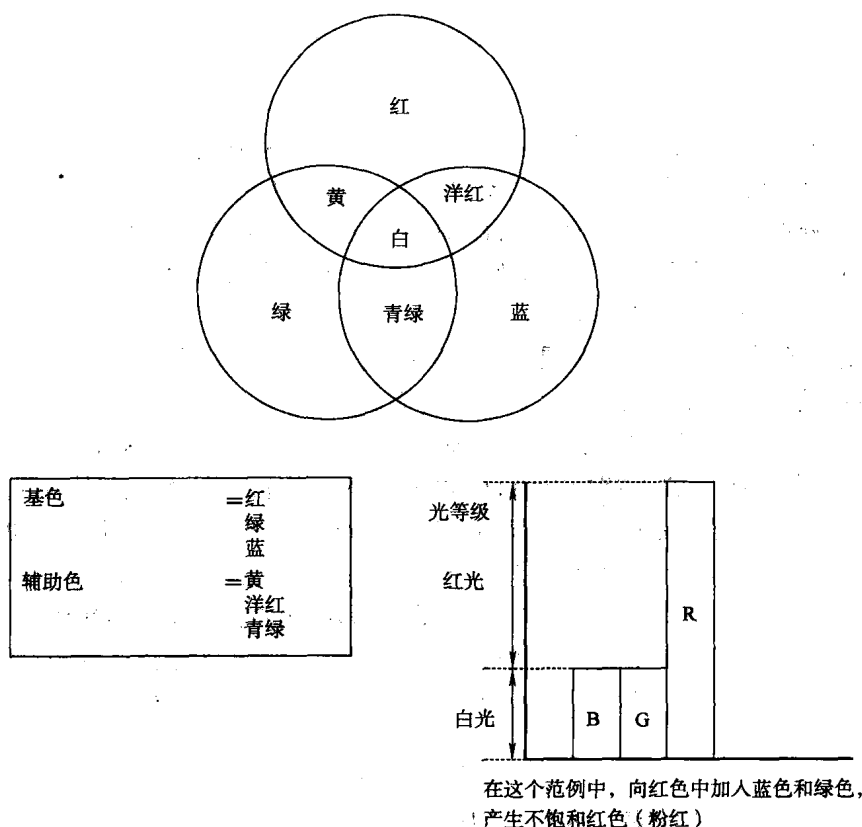 红
黄
洋红
白
绿
青绿
蓝
基色 =红
绿
蓝
辅助色 =黄
洋红
青绿
光等级
红光
R
白光
B
G
在这个范例中，向红色中加人蓝色和绿色，
产生不饱和红色（粉红）